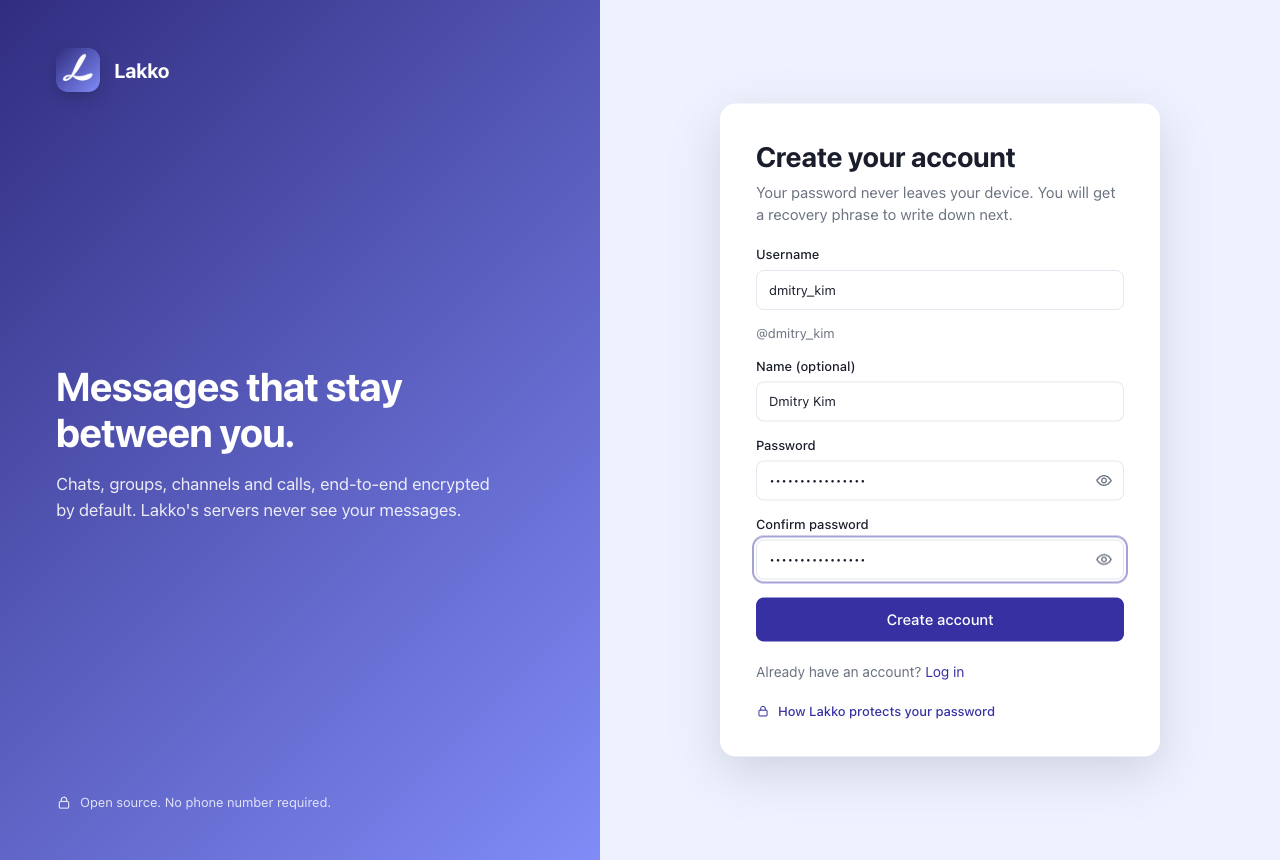 Lakko
Messages that stay
between you.
Chats, groups, channels and calls, end-to-end encrypted
by default. Lakko's servers never see your messages.
Open source. No phone number required.
Create your account
Your password never leaves your device. You will get
a recovery phrase to write down next.
Username
dmitry_kim
@dmitry_kim
Name (optional)
Dmitry Kim
Password
••••••••••••••••
Confirm password
••••••••••••••••
Create account
Already have an account? Log in
How Lakko protects your password